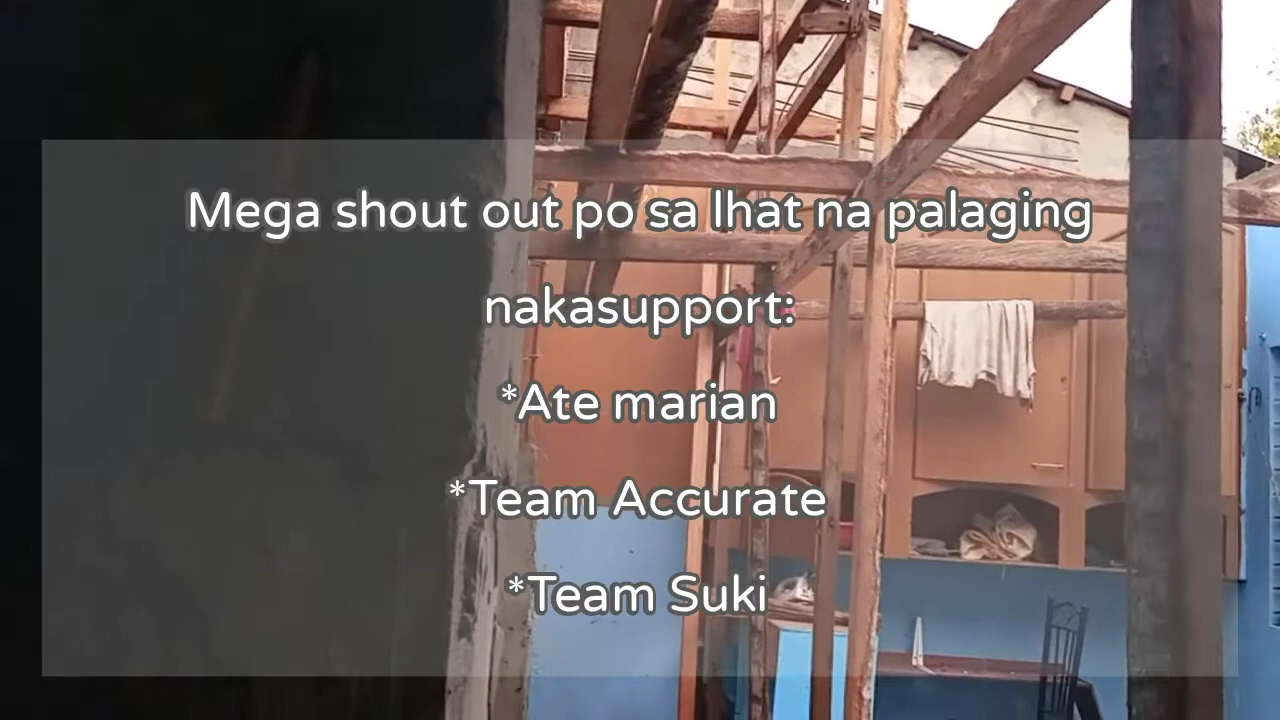 Mega shout out po sa lhat na palaging
nakasupport:
*Ate marian
*Team Accurate
*Team Suki